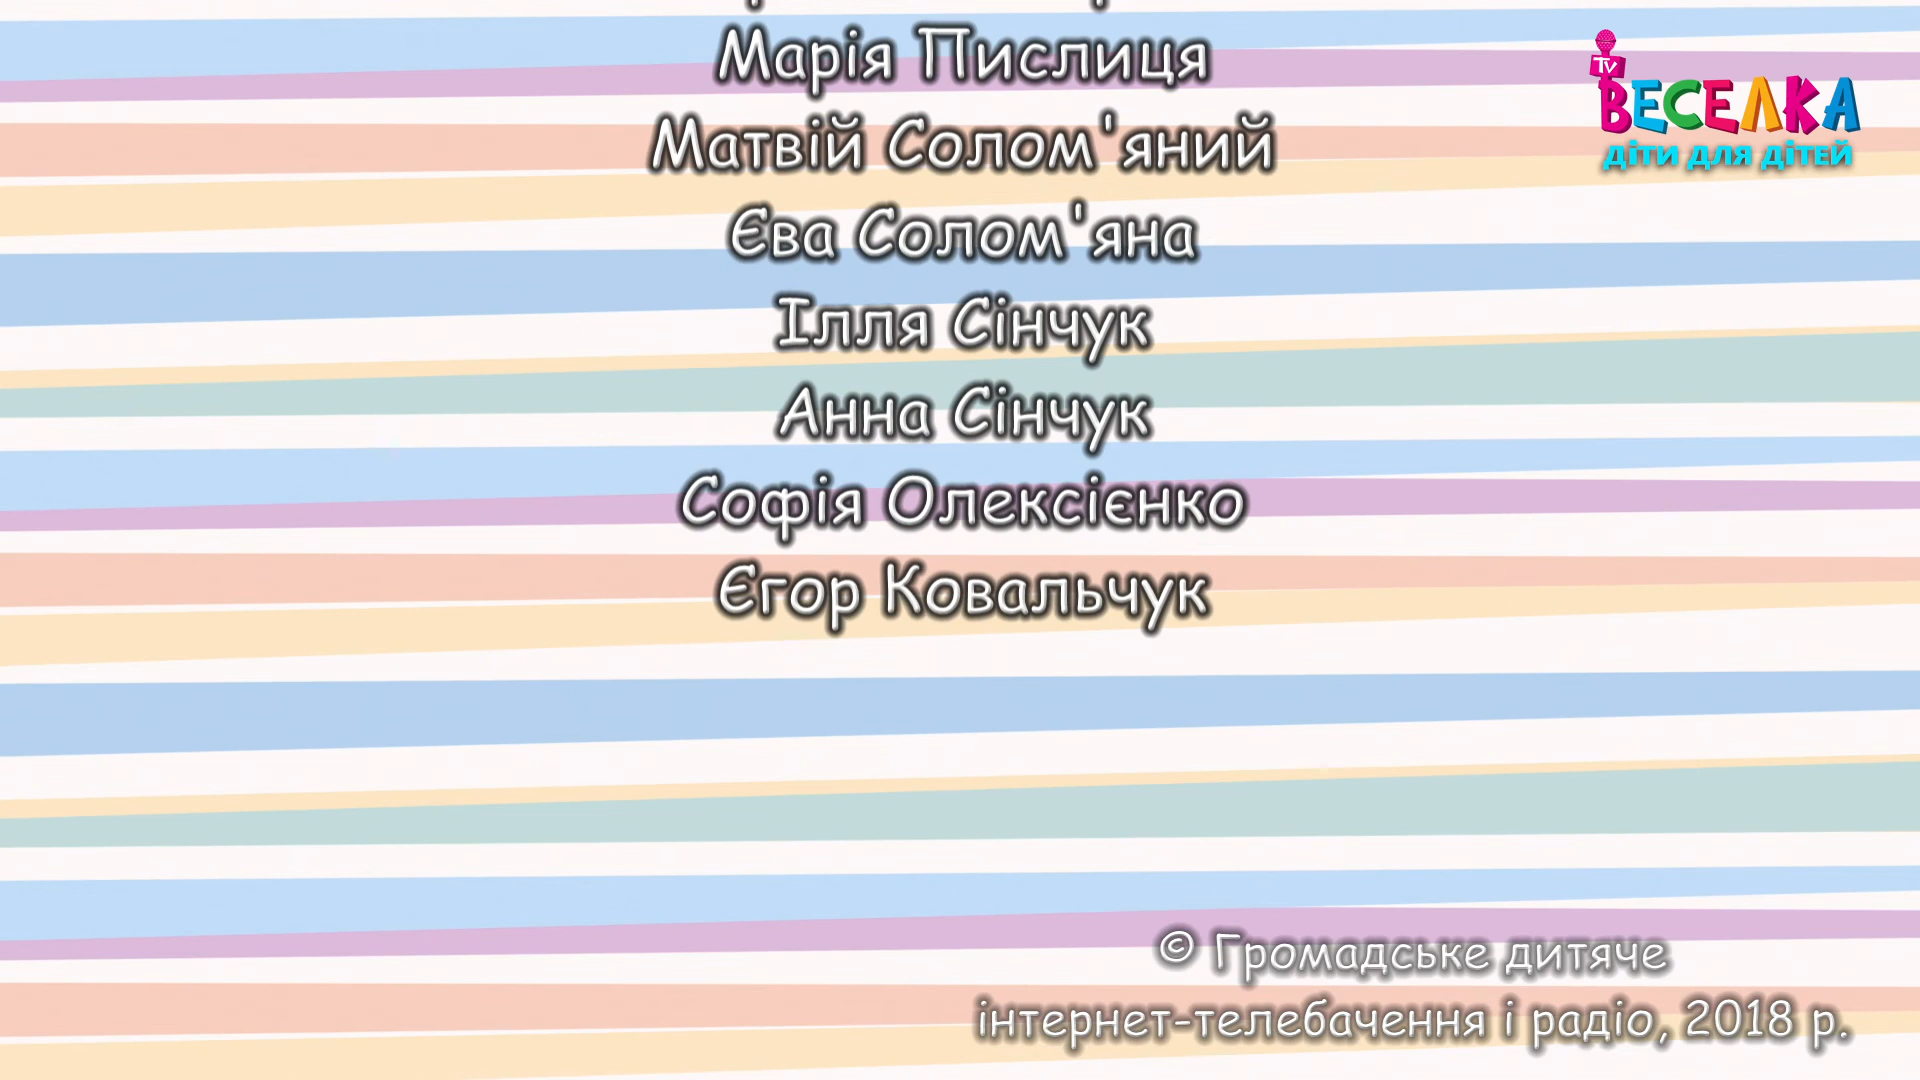 Марія Пислиця
TV
ВЕСЕЛКА
діти для дітей
Матвій Солом'яний
Єва Солом'яна
Ілля Сінчук
Анна Сінчук
Софія Олексієнко
Єгор Ковальчук
© Громадське дитяче
інтернет-телебачення і радіо, 2018 р.